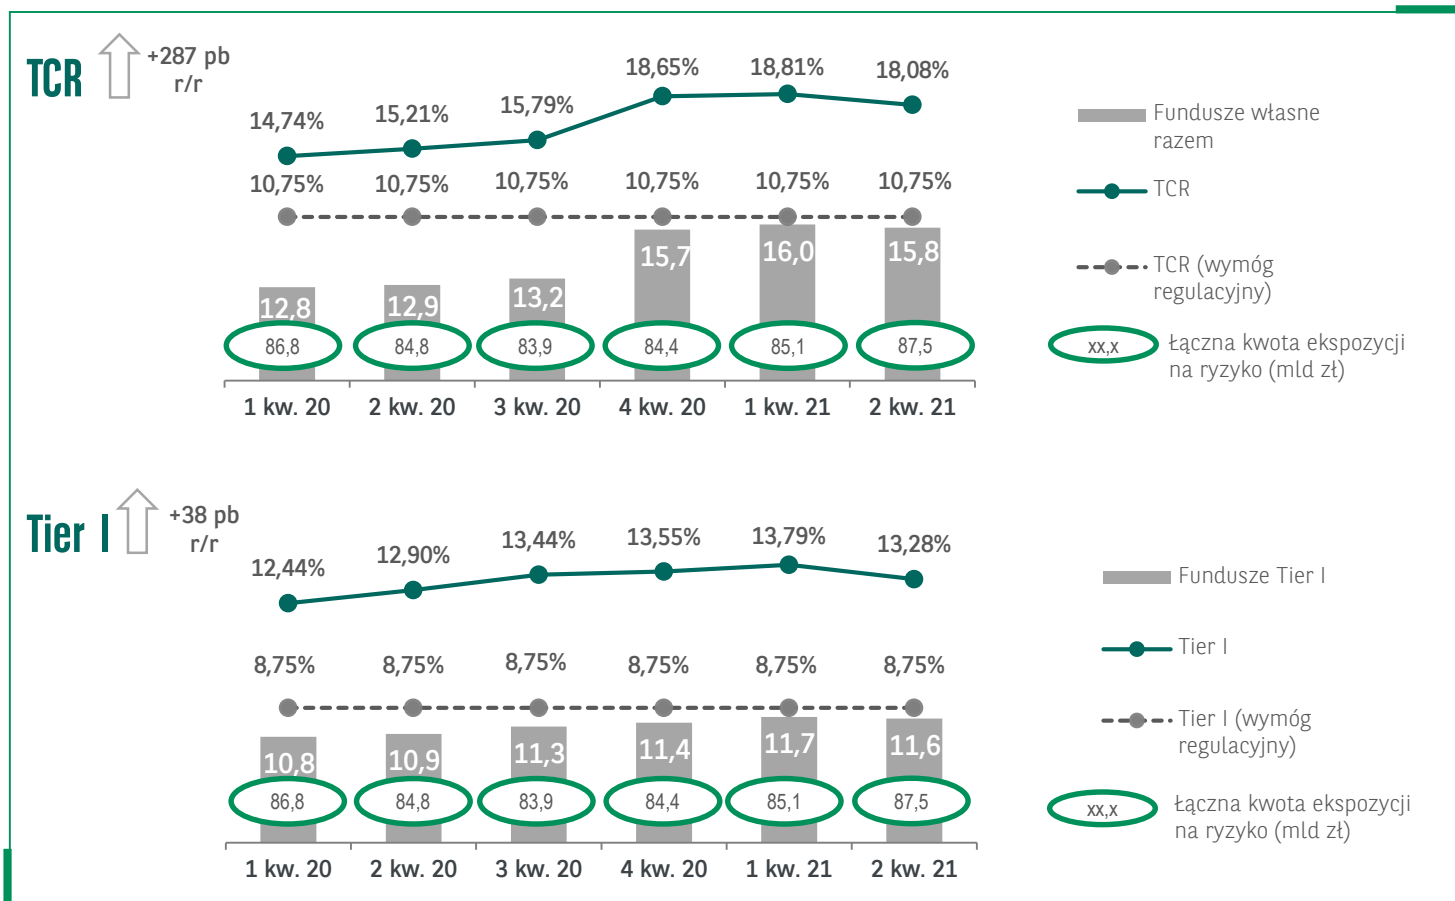 TCR
+287 pb
r/r
14,74%
15,21%
15,79%
18,65%
18,81%
18,08%
10,75%
10,75%
10,75%
10,75%
10,75%
10,75%
12,8
12,9
13,2
15,7
16,0
15,8
86,8
84,8
83,9
84,4
85,1
87,5
1 kw. 20
2 kw. 20
3 kw. 20
4 kw. 20
1 kw. 21
2 kw. 21
Fundusze własne
razem
TCR
TCR (wymóg
regulacyjny)
xx,x
Łączna kwota ekspozycji
na ryzyko (mld zł)
Tier I
+38 pb
r/r
12,44%
12,90%
13,44%
13,55%
13,79%
13,28%
8,75%
8,75%
8,75%
8,75%
8,75%
8,75%
10,8
10,9
11,3
11,4
11,7
11,6
86,8
84,8
83,9
84,4
85,1
87,5
1 kw. 20
2 kw. 20
3 kw. 20
4 kw. 20
1 kw. 21
2 kw. 21
Fundusze Tier I
Tier I
Tier I (wymóg
regulacyjny)
xx,x
Łączna kwota ekspozycji
na ryzyko (mld zł)